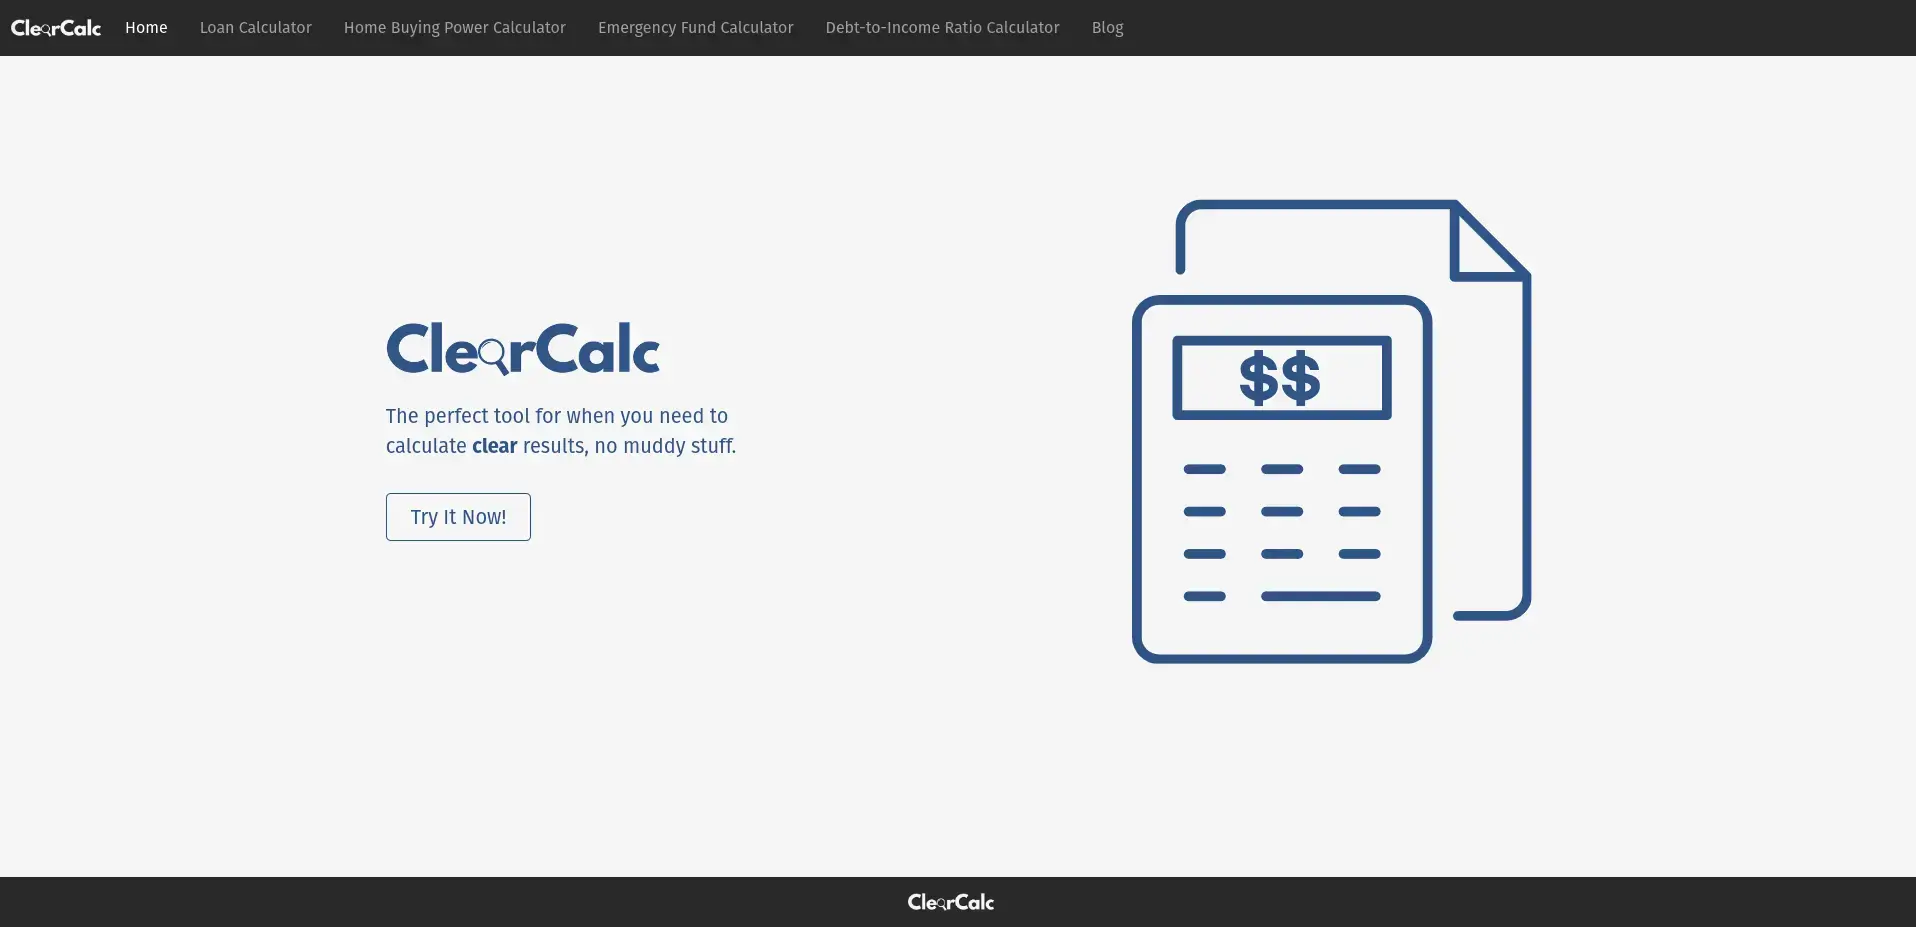 ClearCalc Home Loan Calculator Home Buying Power Calculator Emergency Fund Calculator Debt-to-Income Ratio Calculator Blog
ClearCalc
The perfect tool for when you need to
calculate clear results, no muddy stuff.
Try It Now!
$$
ClearCalc